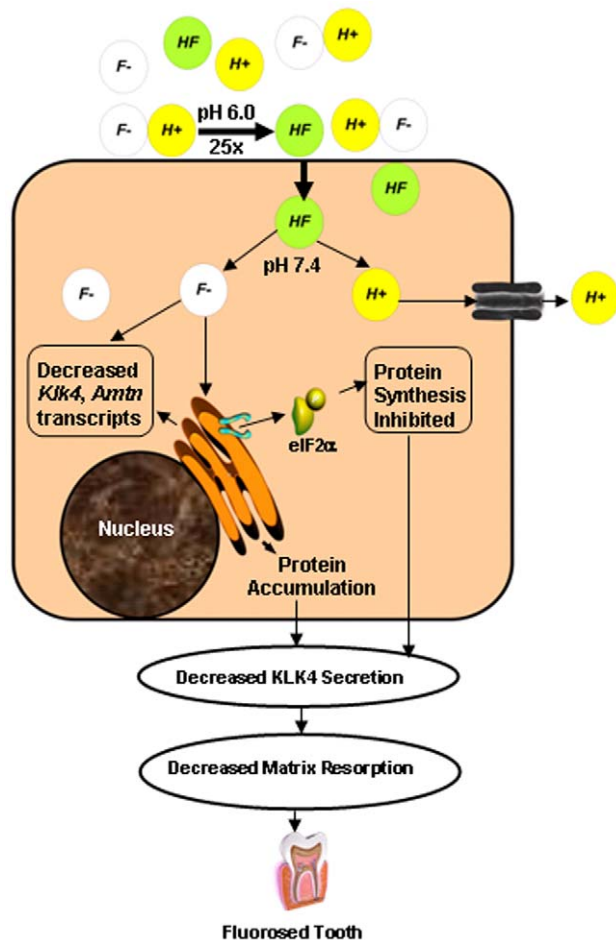 HF
F-
H+
F-
H+
F-
H+
pH 6.0
25x
HF
H+
F-
HF
HF
pH 7.4
F-
F-
H+
H+
Decreased
Klk4, Amtn
transcripts
eIF2α
Protein
Synthesis
Inhibited
Nucleus
Protein
Accumulation
Decreased KLK4 Secretion
Decreased Matrix Resorption
Fluorosed Tooth